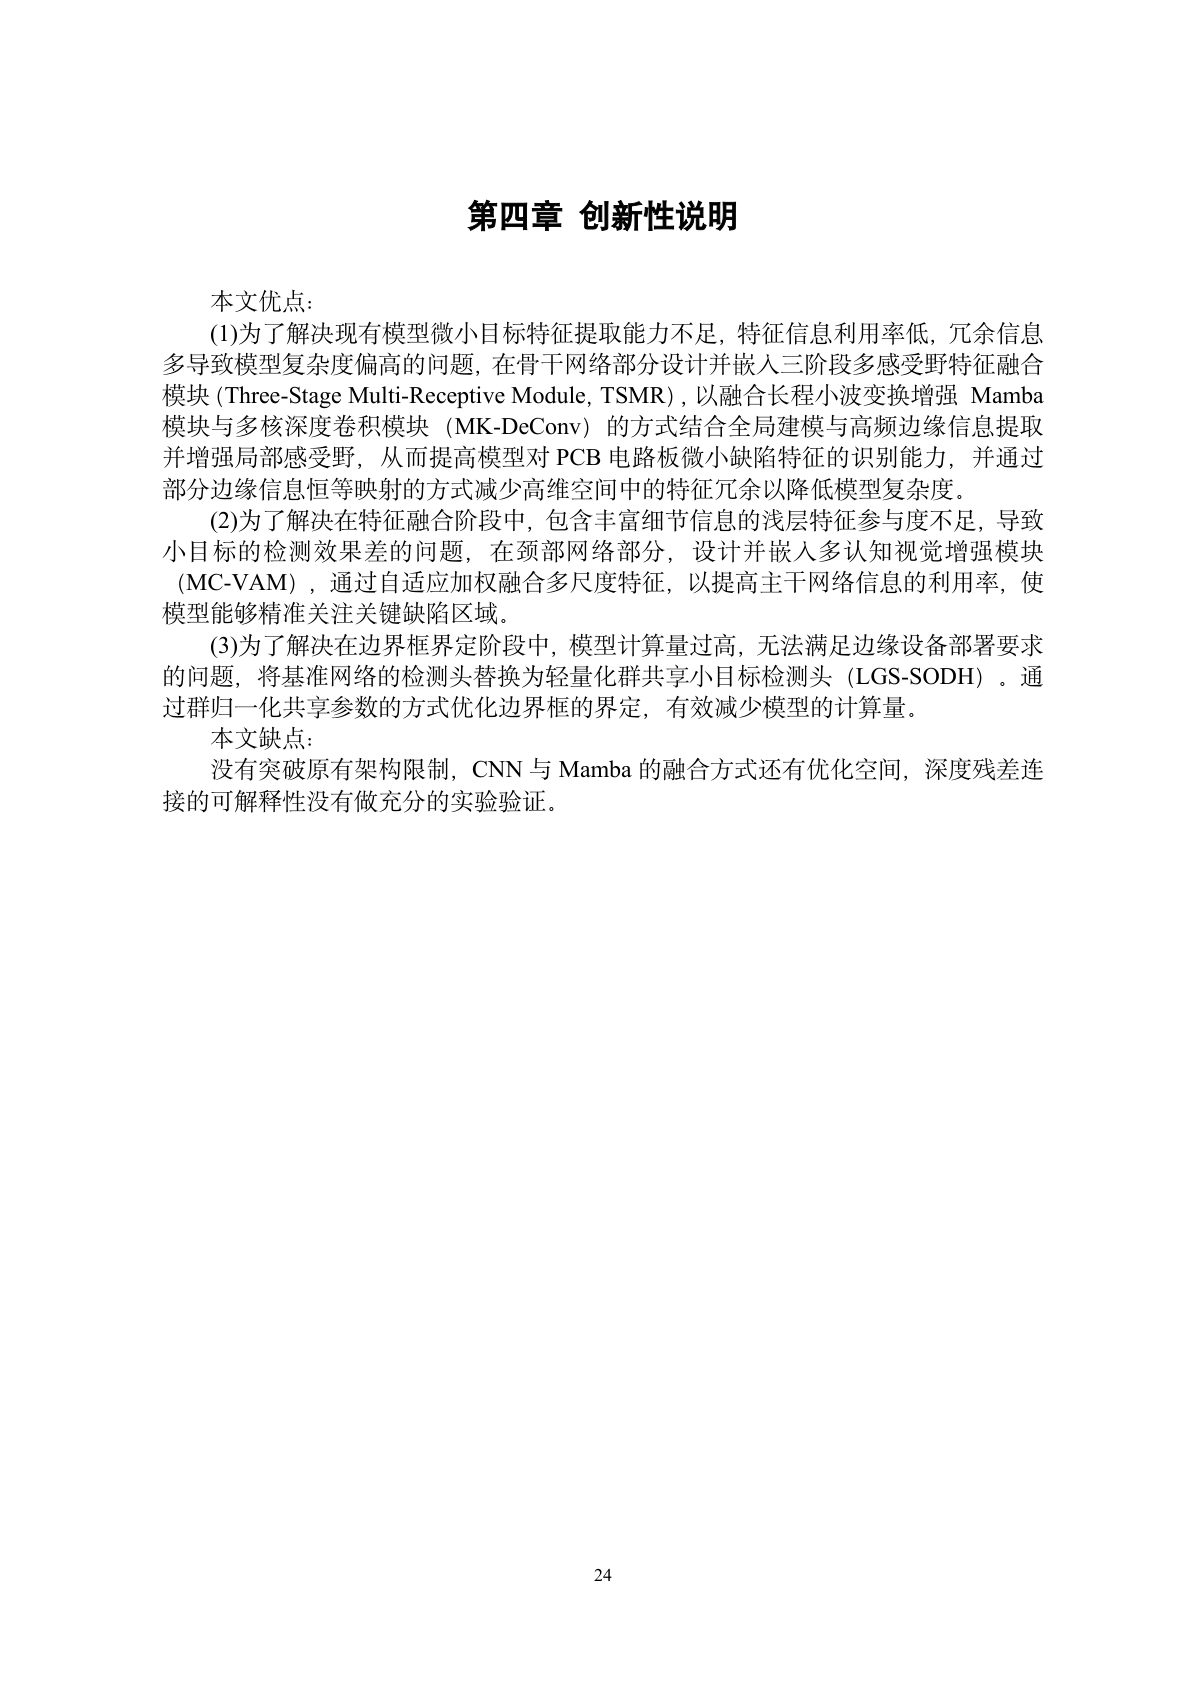 第四章 创新性说明
本文优点：
(1)为了解决现有模型微小目标特征提取能力不足，特征信息利用率低，冗余信息
多导致模型复杂度偏高的问题，在骨干网络部分设计并嵌入三阶段多感受野特征融合
模块（Three-Stage Multi-Receptive Module, TSMR），以融合长程小波变换增强 Mamba
模块与多核深度卷积模块（MK-DeConv）的方式结合全局建模与高频边缘信息提取
并增强局部感受野，从而提高模型对 PCB 电路板微小缺陷特征的识别能力，并通过
部分边缘信息恒等映射的方式减少高维空间中的特征冗余以降低模型复杂度。
(2)为了解决在特征融合阶段中，包含丰富细节信息的浅层特征参与度不足，导致
小目标的检测效果差的问题，在颈部网络部分，设计并嵌入多认知视觉增强模块
（MC-VAM），通过自适应加权融合多尺度特征，以提高主干网络信息的利用率，使
模型能够精准关注关键缺陷区域。
(3)为了解决在边界框界定阶段中，模型计算量过高，无法满足边缘设备部署要求
的问题，将基准网络的检测头替换为轻量化群共享小目标检测头（LGS-SODH）。通
过群归一化共享参数的方式优化边界框的界定，有效减少模型的计算量。
本文缺点：
没有突破原有架构限制，CNN 与 Mamba 的融合方式还有优化空间，深度残差连
接的可解释性没有做充分的实验验证。
24